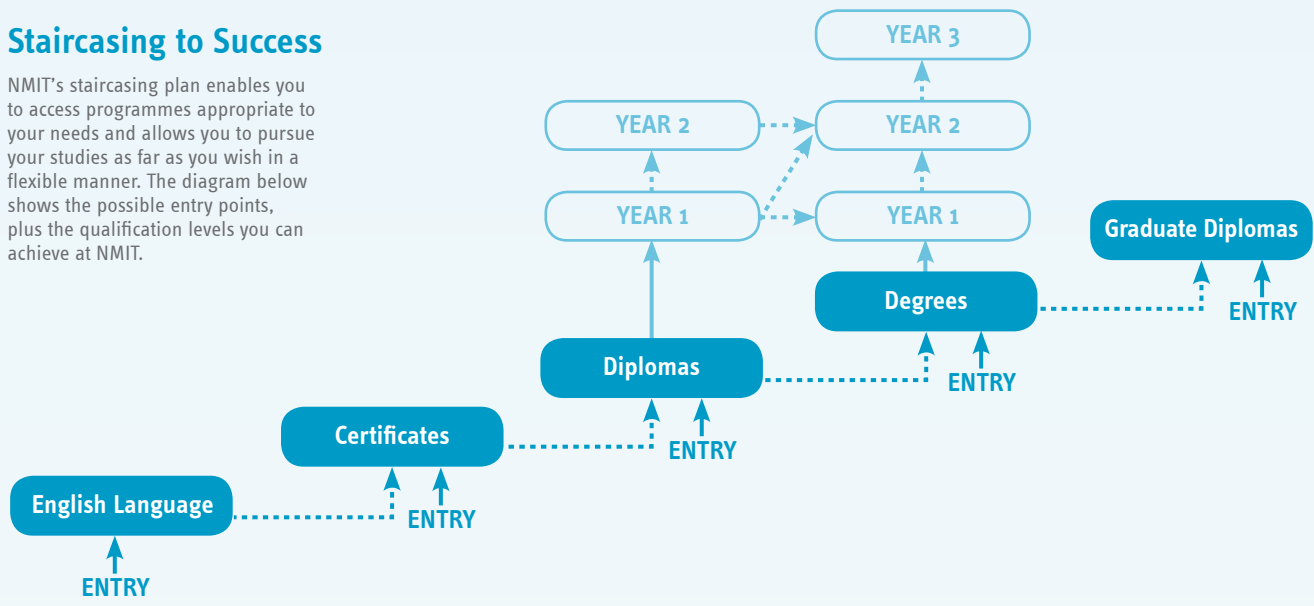 Staircasing to Success
NMIT's staircasing plan enables you
to access programmes appropriate to
your needs and allows you to pursue
your studies as far as you wish in a
flexible manner. The diagram below
shows the possible entry points,
plus the qualification levels you can
achieve at NMIT.
YEAR 3
YEAR 2
YEAR 2
YEAR 1
YEAR 1
Graduate Diplomas
ENTRY
Degrees
ENTRY
Diplomas
ENTRY
Certificates
ENTRY
English Language
ENTRY